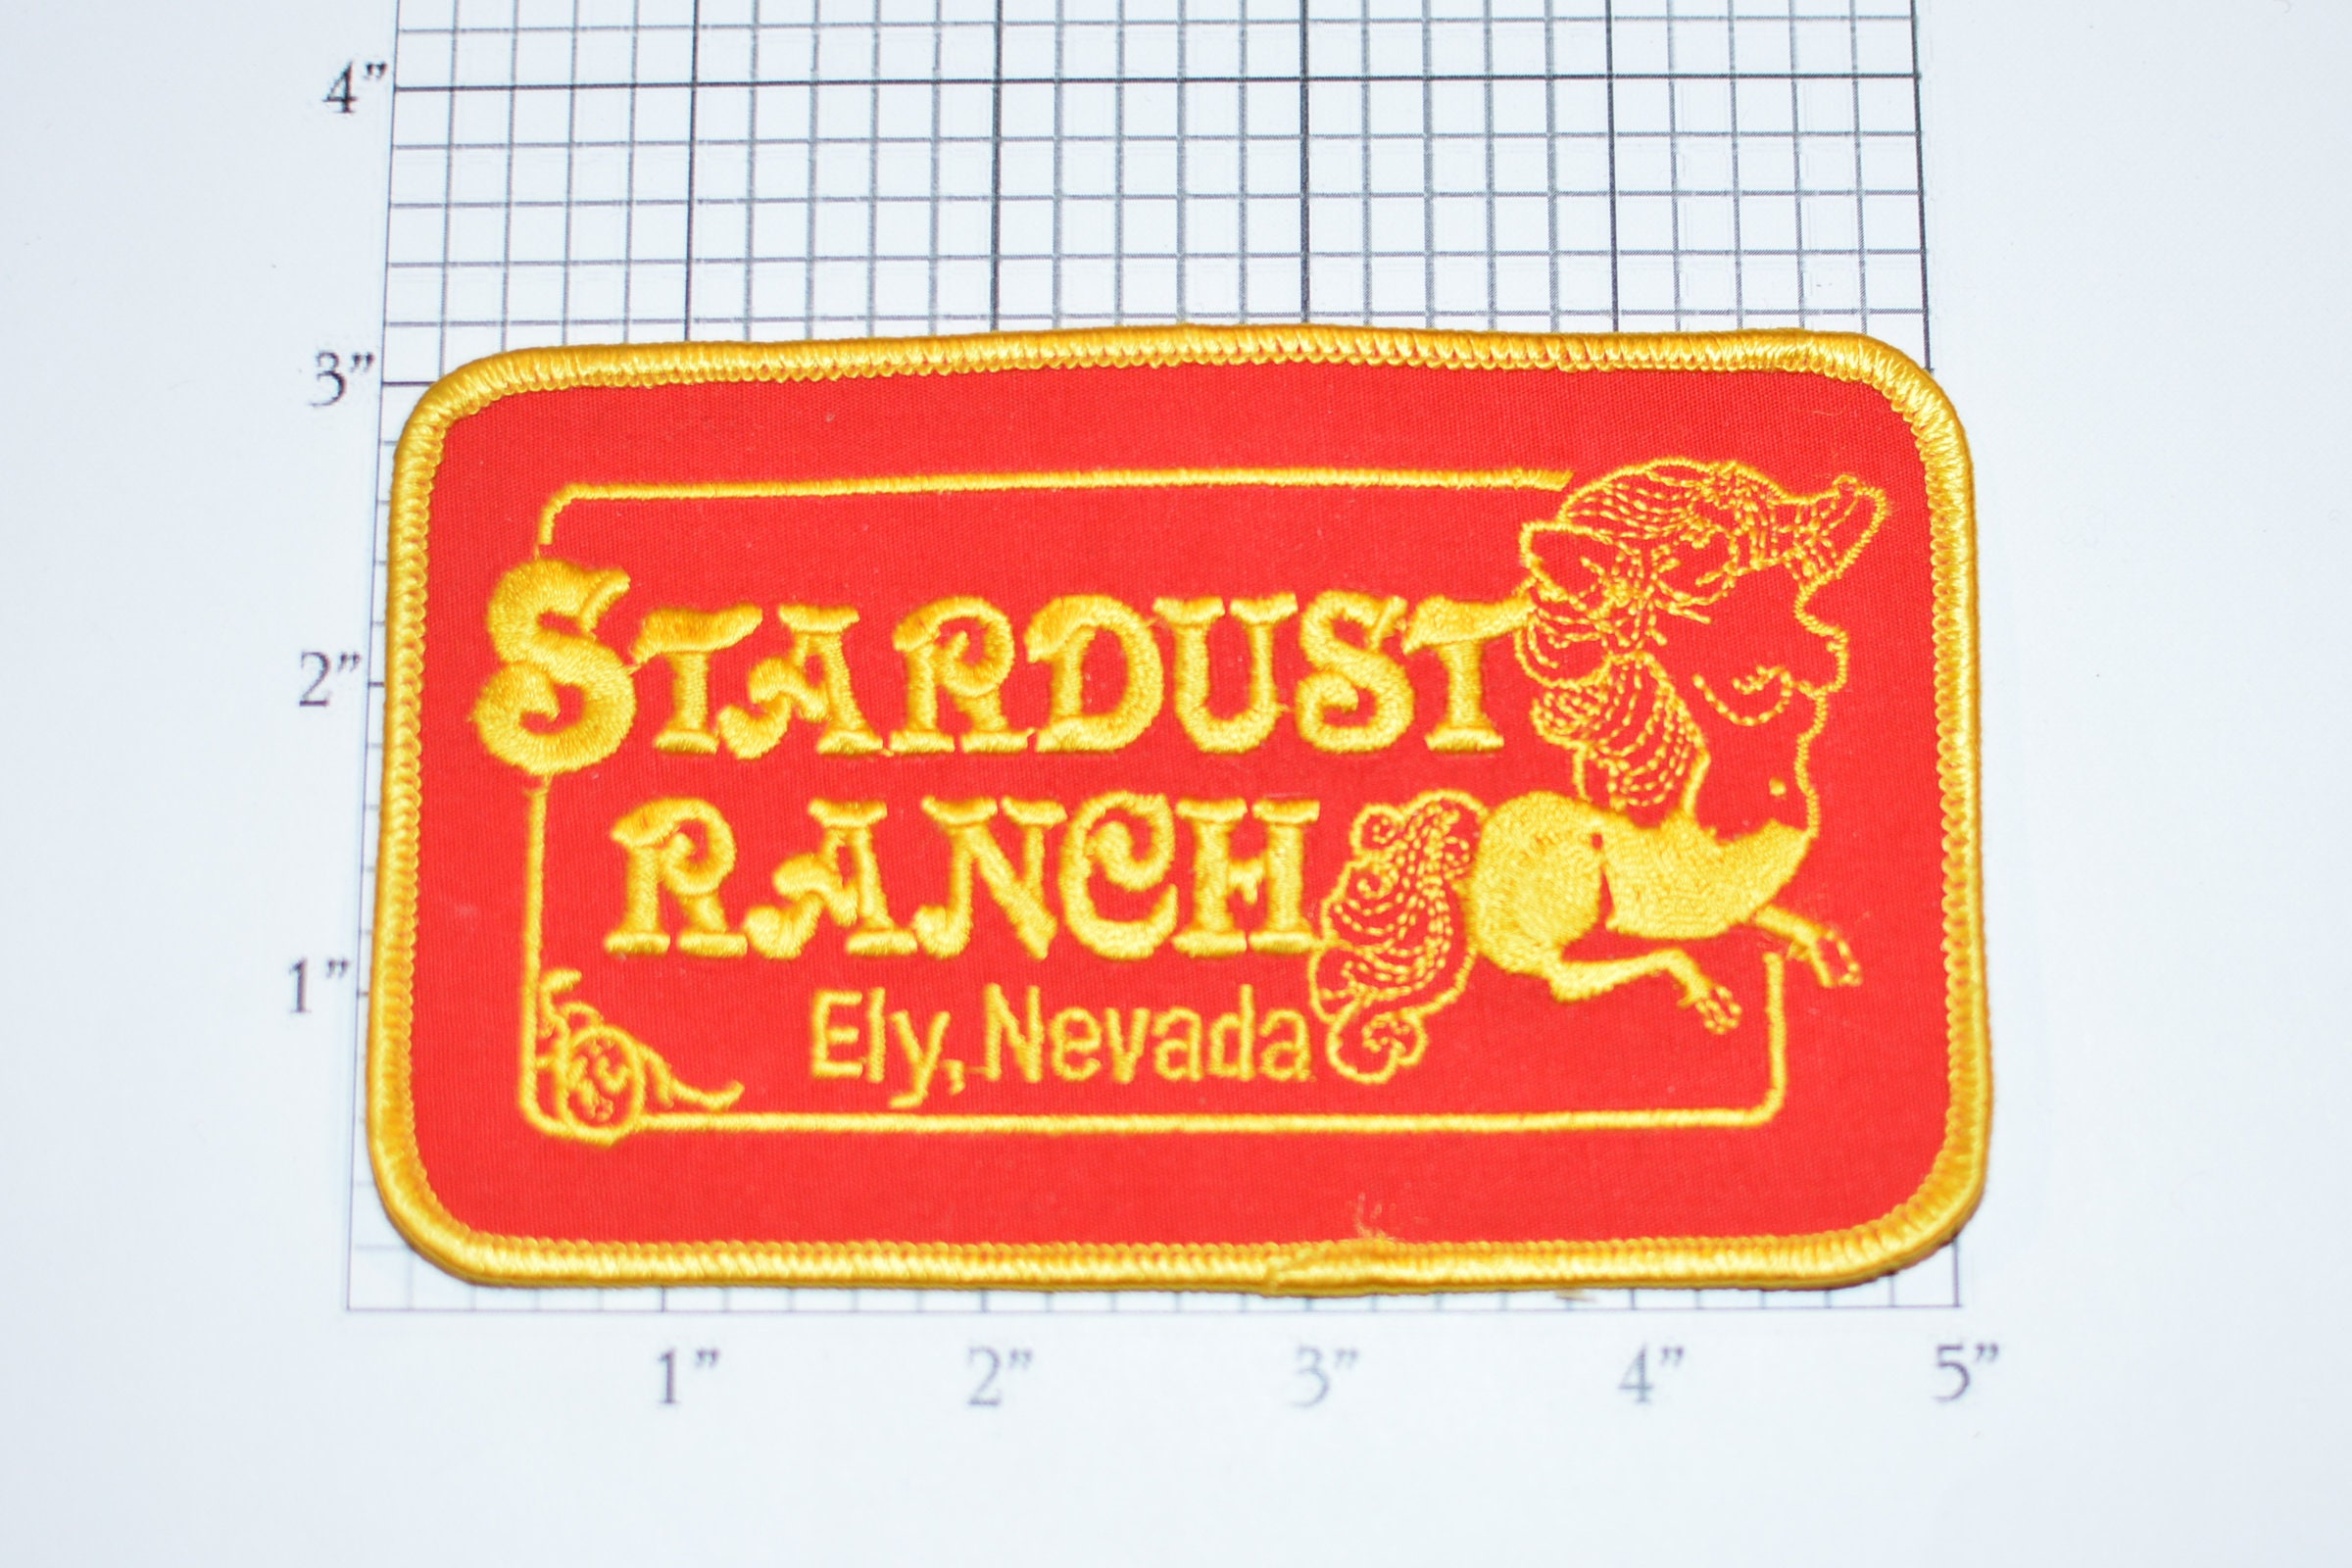 4”
3”
2”
1”
STARDUST
RANCH
Ely, Nevada
1” 2” 3” 4” 5”